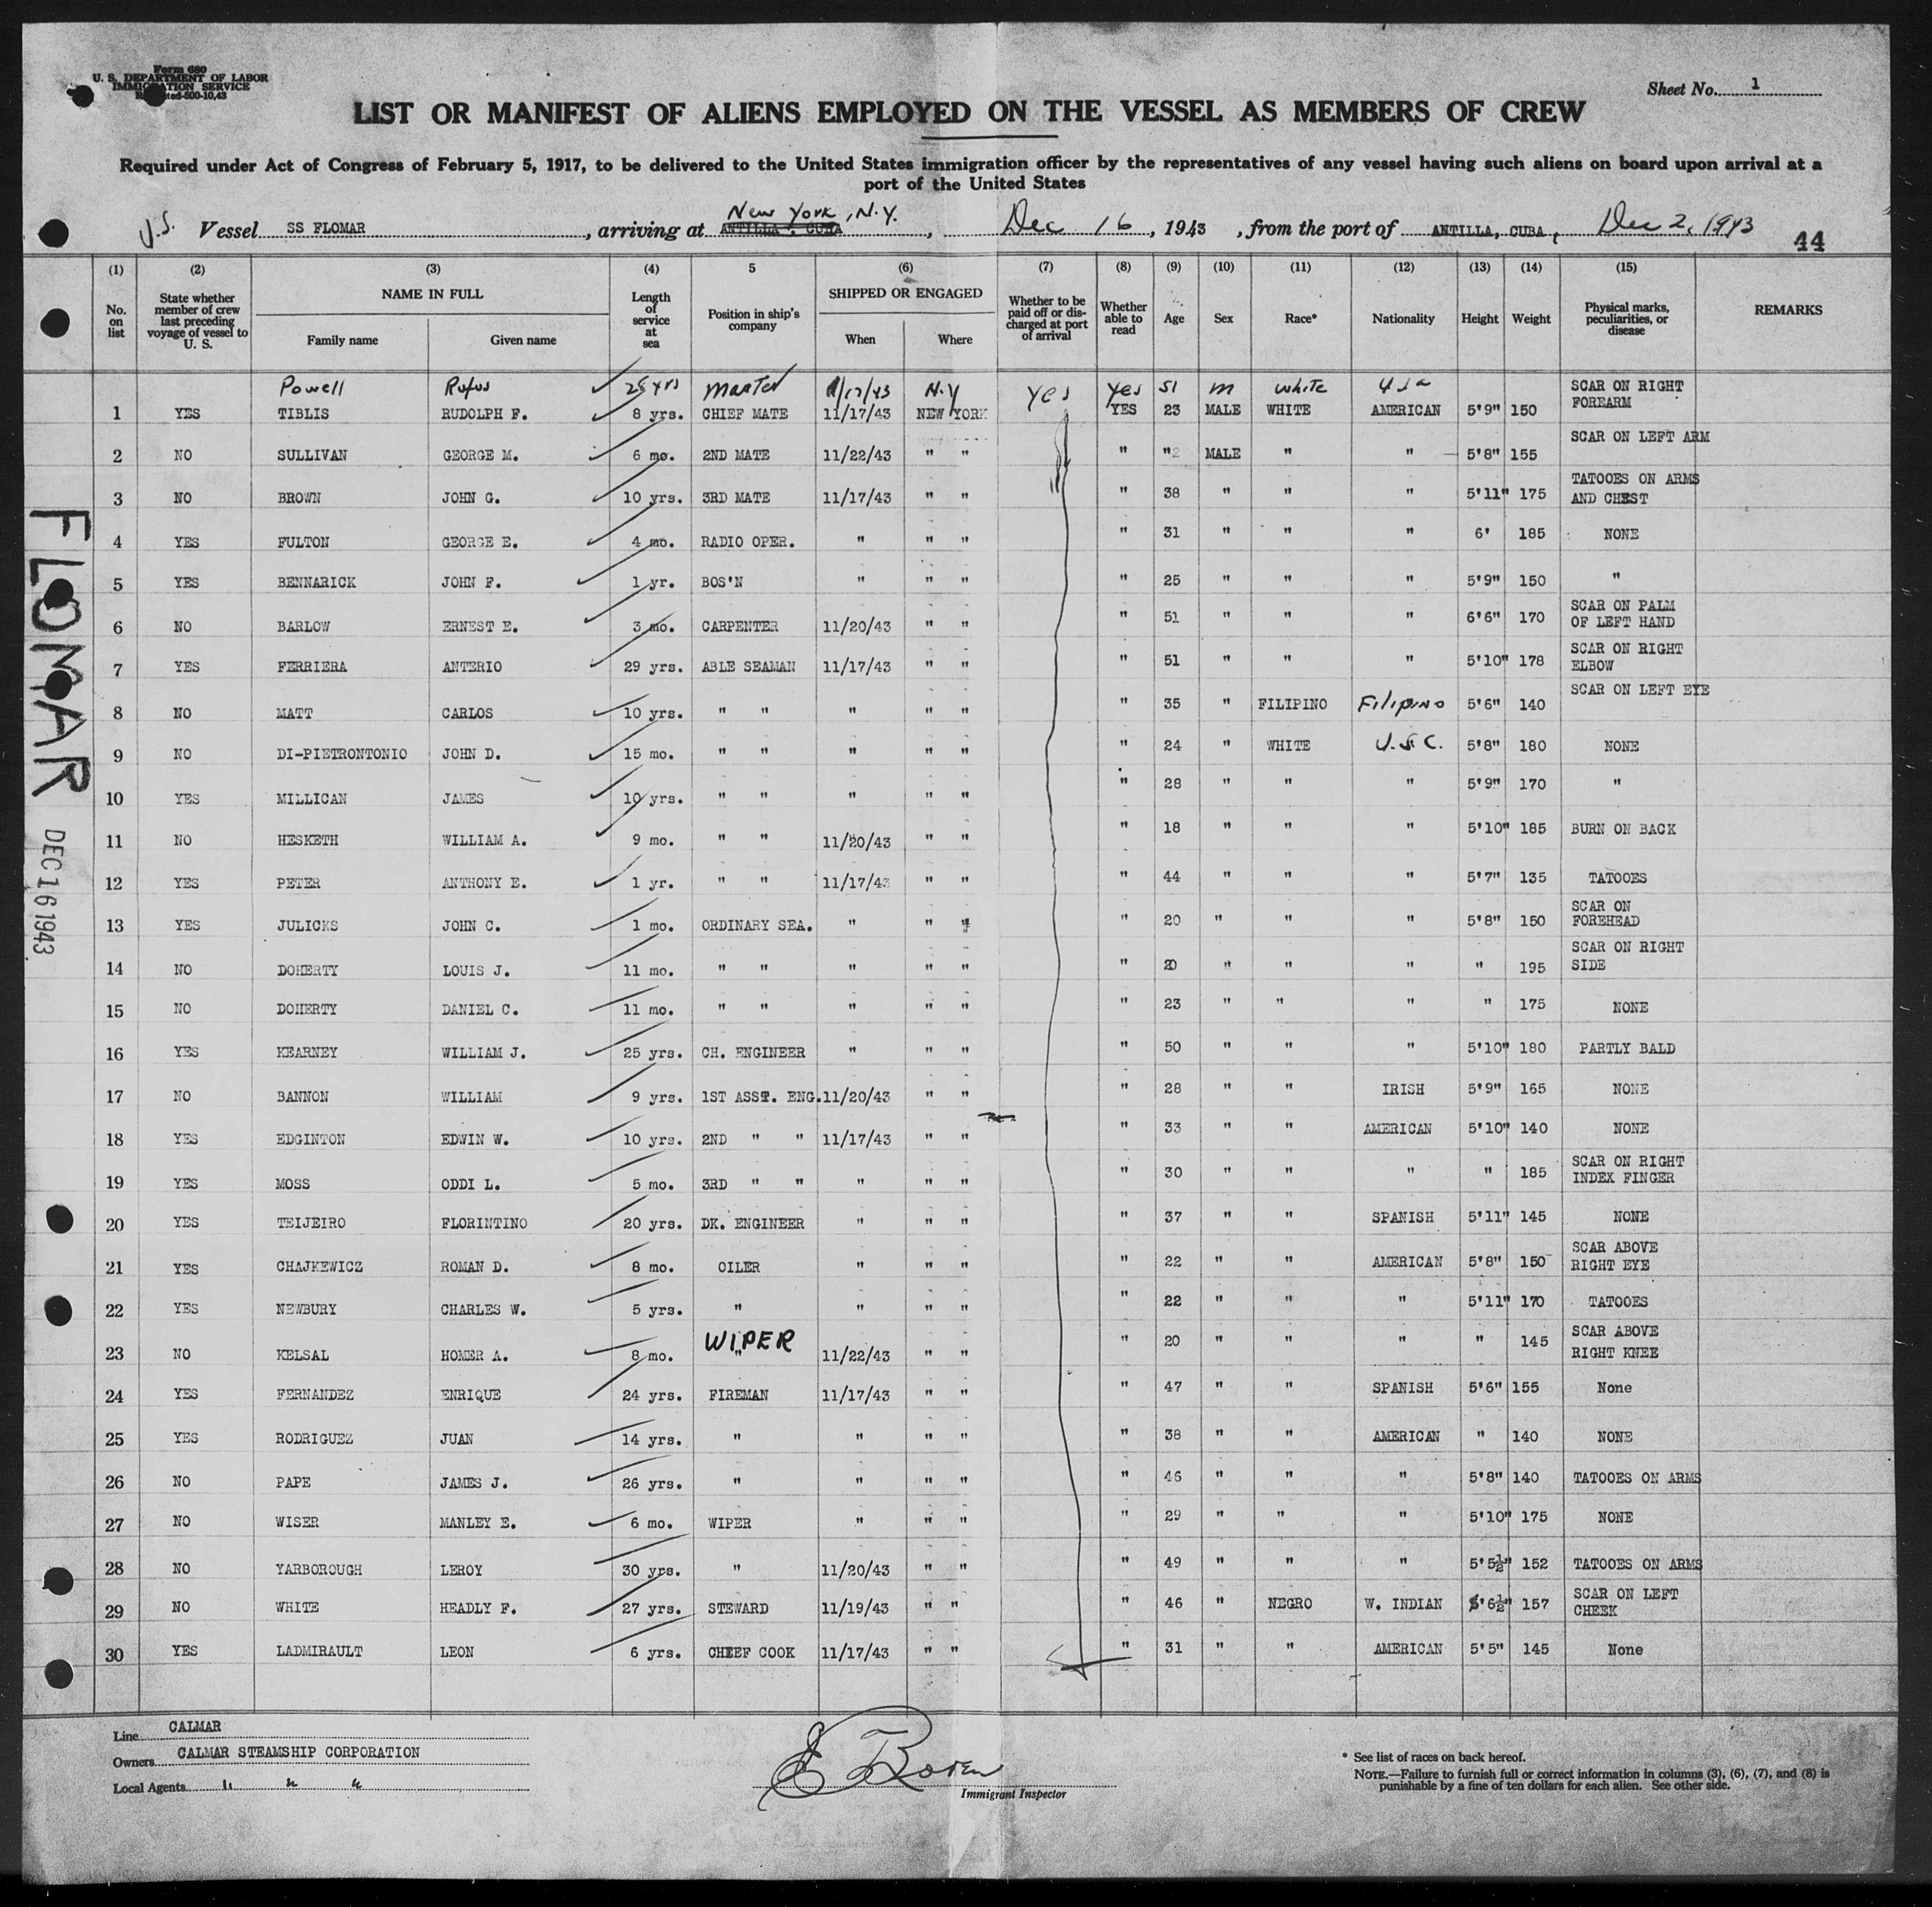 Form 680
U. S. DEPARTMENT OF LABOR
IMMIGRATION SERVICE
Sheet No. 1
LIST OR MANIFEST OF ALIENS EMPLOYED ON THE VESSEL AS MEMBERS OF CREW
Required under Act of Congress of February 5, 1917, to be delivered to the United States immigration officer by the representatives of any vessel having such aliens on board upon arrival at a
port of the United States
U.S. Vessel SS FLOMAR, arriving at ANTILLA, CUBA New York, N.Y., Dec 16, 1943, from the port of ANTILLA, CUBA, Dec 2, 1943
44
(1) (2) (3) (4) 5 (6) (7) (8) (9) (10) (11) (12) (13) (14) (15)
No. on list State whether member of crew last preceding voyage of vessel to U. S. NAME IN FULL Family name Given name Length of service at sea Position in ship's company SHIPPED OR ENGAGED When Where Whether to be paid off or discharged at port of arrival Whether able to read Age Sex Race* Nationality Height Weight Physical marks, peculiarities, or disease REMARKS
Powell Rufus 25 yrs Master 11/17/43 N.Y yes yes 51 m white USA
1 YES TIBLIS RUDOLPH F. 8 yrs. CHIEF MATE 11/17/43 NEW YORK YES 23 MALE WHITE AMERICAN 5'9" 150 SCAR ON RIGHT FOREARM
2 NO SULLIVAN GEORGE M. 6 mo. 2ND MATE 11/22/43 " " " MALE " " 5'8" 155 SCAR ON LEFT ARM
3 NO BROWN JOHN G. 10 yrs. 3RD MATE 11/17/43 " " " 38 " " " 5'11" 175 TATOOES ON ARMS AND CHEST
4 YES FULTON GEORGE E. 4 mo. RADIO OPER. " " " " 31 " " " 6' 185 NONE
5 YES BENNARICK JOHN F. 1 yr. BOS'N " " " " 25 " " " 5'9" 150 "
6 NO BARLOW ERNEST E. 3 mo. CARPENTER 11/20/43 " " " 51 " " " 6'6" 170 SCAR ON PALM OF LEFT HAND
7 YES FERRIERA ANTERIO 29 yrs. ABLE SEAMAN 11/17/43 " " " 51 " " " 5'10" 178 SCAR ON RIGHT ELBOW
8 NO MATT CARLOS 10 yrs. " " " " " " 35 " FILIPINO Filipino 5'6" 140 SCAR ON LEFT EYE
9 NO DI-PIETRONTONIO JOHN D. 15 mo. " " " " " " 24 " WHITE U.S.C. 5'8" 180 NONE
10 YES MILLICAN JAMES 10 yrs. " " " " " " 28 " " " 5'9" 170 "
11 NO HESKETH WILLIAM A. 9 mo. " " 11/20/43 " " " 18 " " " 5'10" 185 BURN ON BACK
12 YES PETER ANTHONY E. 1 yr. " " 11/17/43 " " " 44 " " " 5'7" 135 TATOOES
13 YES JULICKS JOHN C. 1 mo. ORDINARY SEA. " " " " 20 " " " 5'8" 150 SCAR ON FOREHEAD
14 NO DOHERTY LOUIS J. 11 mo. " " " " " " 20 " " " " 195 SCAR ON RIGHT SIDE
15 NO DOHERTY DANIEL C. 11 mo. " " " " " " 23 " " " " 175 NONE
16 YES KEARNEY WILLIAM J. 25 yrs. CH. ENGINEER " " " " 50 " " " 5'10" 180 PARTLY BALD
17 NO BANNON WILLIAM 9 yrs. 1ST ASST. ENG. 11/20/43 " " " 28 " " IRISH 5'9" 165 NONE
18 YES EDGINTON EDWIN W. 10 yrs. 2ND " " 11/17/43 " " " 33 " " AMERICAN 5'10" 140 NONE
19 YES MOSS ODDI L. 5 mo. 3RD " " " " " " 30 " " " " 185 SCAR ON RIGHT INDEX FINGER
20 YES TEIJEIRO FLORINTINO 20 yrs. DK. ENGINEER " " " " 37 " " SPANISH 5'11" 145 NONE
21 YES CHAJKEWICZ ROMAN D. 8 mo. OILER " " " " 22 " " AMERICAN 5'8" 150 SCAR ABOVE RIGHT EYE
22 YES NEWBURY CHARLES W. 5 yrs. " " " " " 22 " " " 5'11" 170 TATOOES
23 NO KELSAL HOMER A. 8 mo. WIPER 11/22/43 " " " 20 " " " " 145 SCAR ABOVE RIGHT KNEE
24 YES FERNANDEZ ENRIQUE 24 yrs. FIREMAN 11/17/43 " " " 47 " " SPANISH 5'6" 155 None
25 YES RODRIGUEZ JUAN 14 yrs. " " " " " 38 " " AMERICAN " 140 NONE
26 NO PAPE JAMES J. 26 yrs. " " " " " 46 " " " 5'8" 140 TATOOES ON ARMS
27 NO WISER MANLEY E. 6 mo. WIPER " " " " 29 " " " 5'10" 175 NONE
28 NO YARBOROUGH LEROY 30 yrs. " 11/20/43 " " " 49 " " " 5'5½" 152 TATOOES ON ARMS
29 NO WHITE HEADLY F. 27 yrs. STEWARD 11/19/43 " " " 46 " NEGRO W. INDIAN 5'6½" 157 SCAR ON LEFT CHEEK
30 YES LADMIRAULT LEON 6 yrs. CHEEF COOK 11/17/43 " " " 31 " " AMERICAN 5'5" 145 None
FLOMAR
DEC 16 1943
Line CALMAR
Owners CALMAR STEAMSHIP CORPORATION
Local Agents " " "
Immigrant Inspector
* See list of races on back hereof.
NOTE.—Failure to furnish full or correct information in columns (3), (6), (7), and (8) is
punishable by a fine of ten dollars for each alien. See other side.